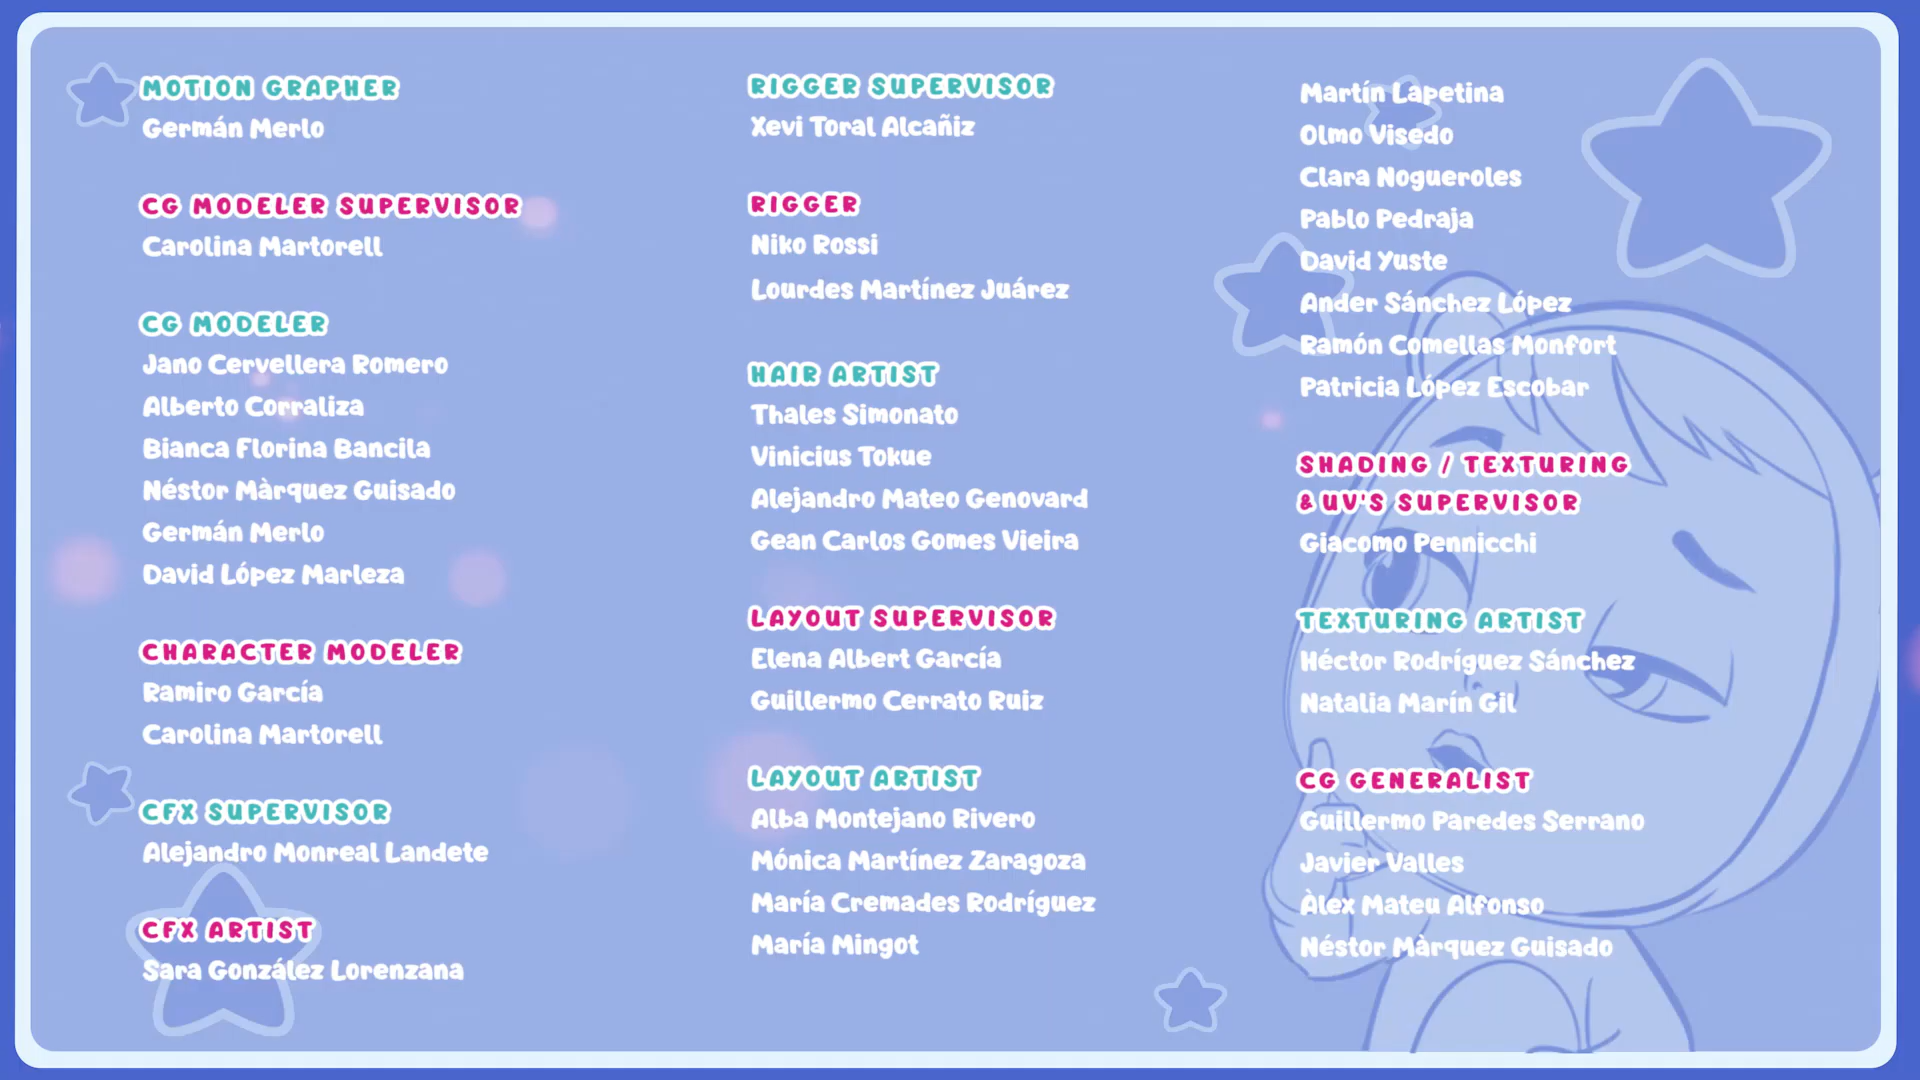 MOTION GRAPHER
Germán Merlo
CG MODELER SUPERVISOR
Carolina Martorell
CG MODELER
Jano Cervellera Romero
Alberto Corraliza
Bianca Florina Bancila
Néstor Màrquez Guisado
Germán Merlo
David López Marleza
CHARACTER MODELER
Ramiro García
Carolina Martorell
CFX SUPERVISOR
Alejandro Monreal Landete
CFX ARTIST
Sara González Lorenzana
RIGGER SUPERVISOR
Xevi Toral Alcañiz
RIGGER
Niko Rossi
Lourdes Martínez Juárez
HAIR ARTIST
Thales Simonato
Vinicius Tokue
Alejandro Mateo Genovard
Gean Carlos Gomes Vieira
LAYOUT SUPERVISOR
Elena Albert García
Guillermo Cerrato Ruiz
LAYOUT ARTIST
Alba Montejano Rivero
Mónica Martínez Zaragoza
María Cremades Rodríguez
María Mingot
Martín Lapetina
Olmo Visedo
Clara Nogueroles
Pablo Pedraja
David Yuste
Ander Sánchez López
Ramón Comellas Monfort
Patricia López Escobar
SHADING / TEXTURING
& UV'S SUPERVISOR
Giacomo Pennicchi
TEXTURING ARTIST
Héctor Rodríguez Sánchez
Natalia Marín Gil
CG GENERALIST
Guillermo Paredes Serrano
Javier Valles
Àlex Mateu Alfonso
Néstor Màrquez Guisado